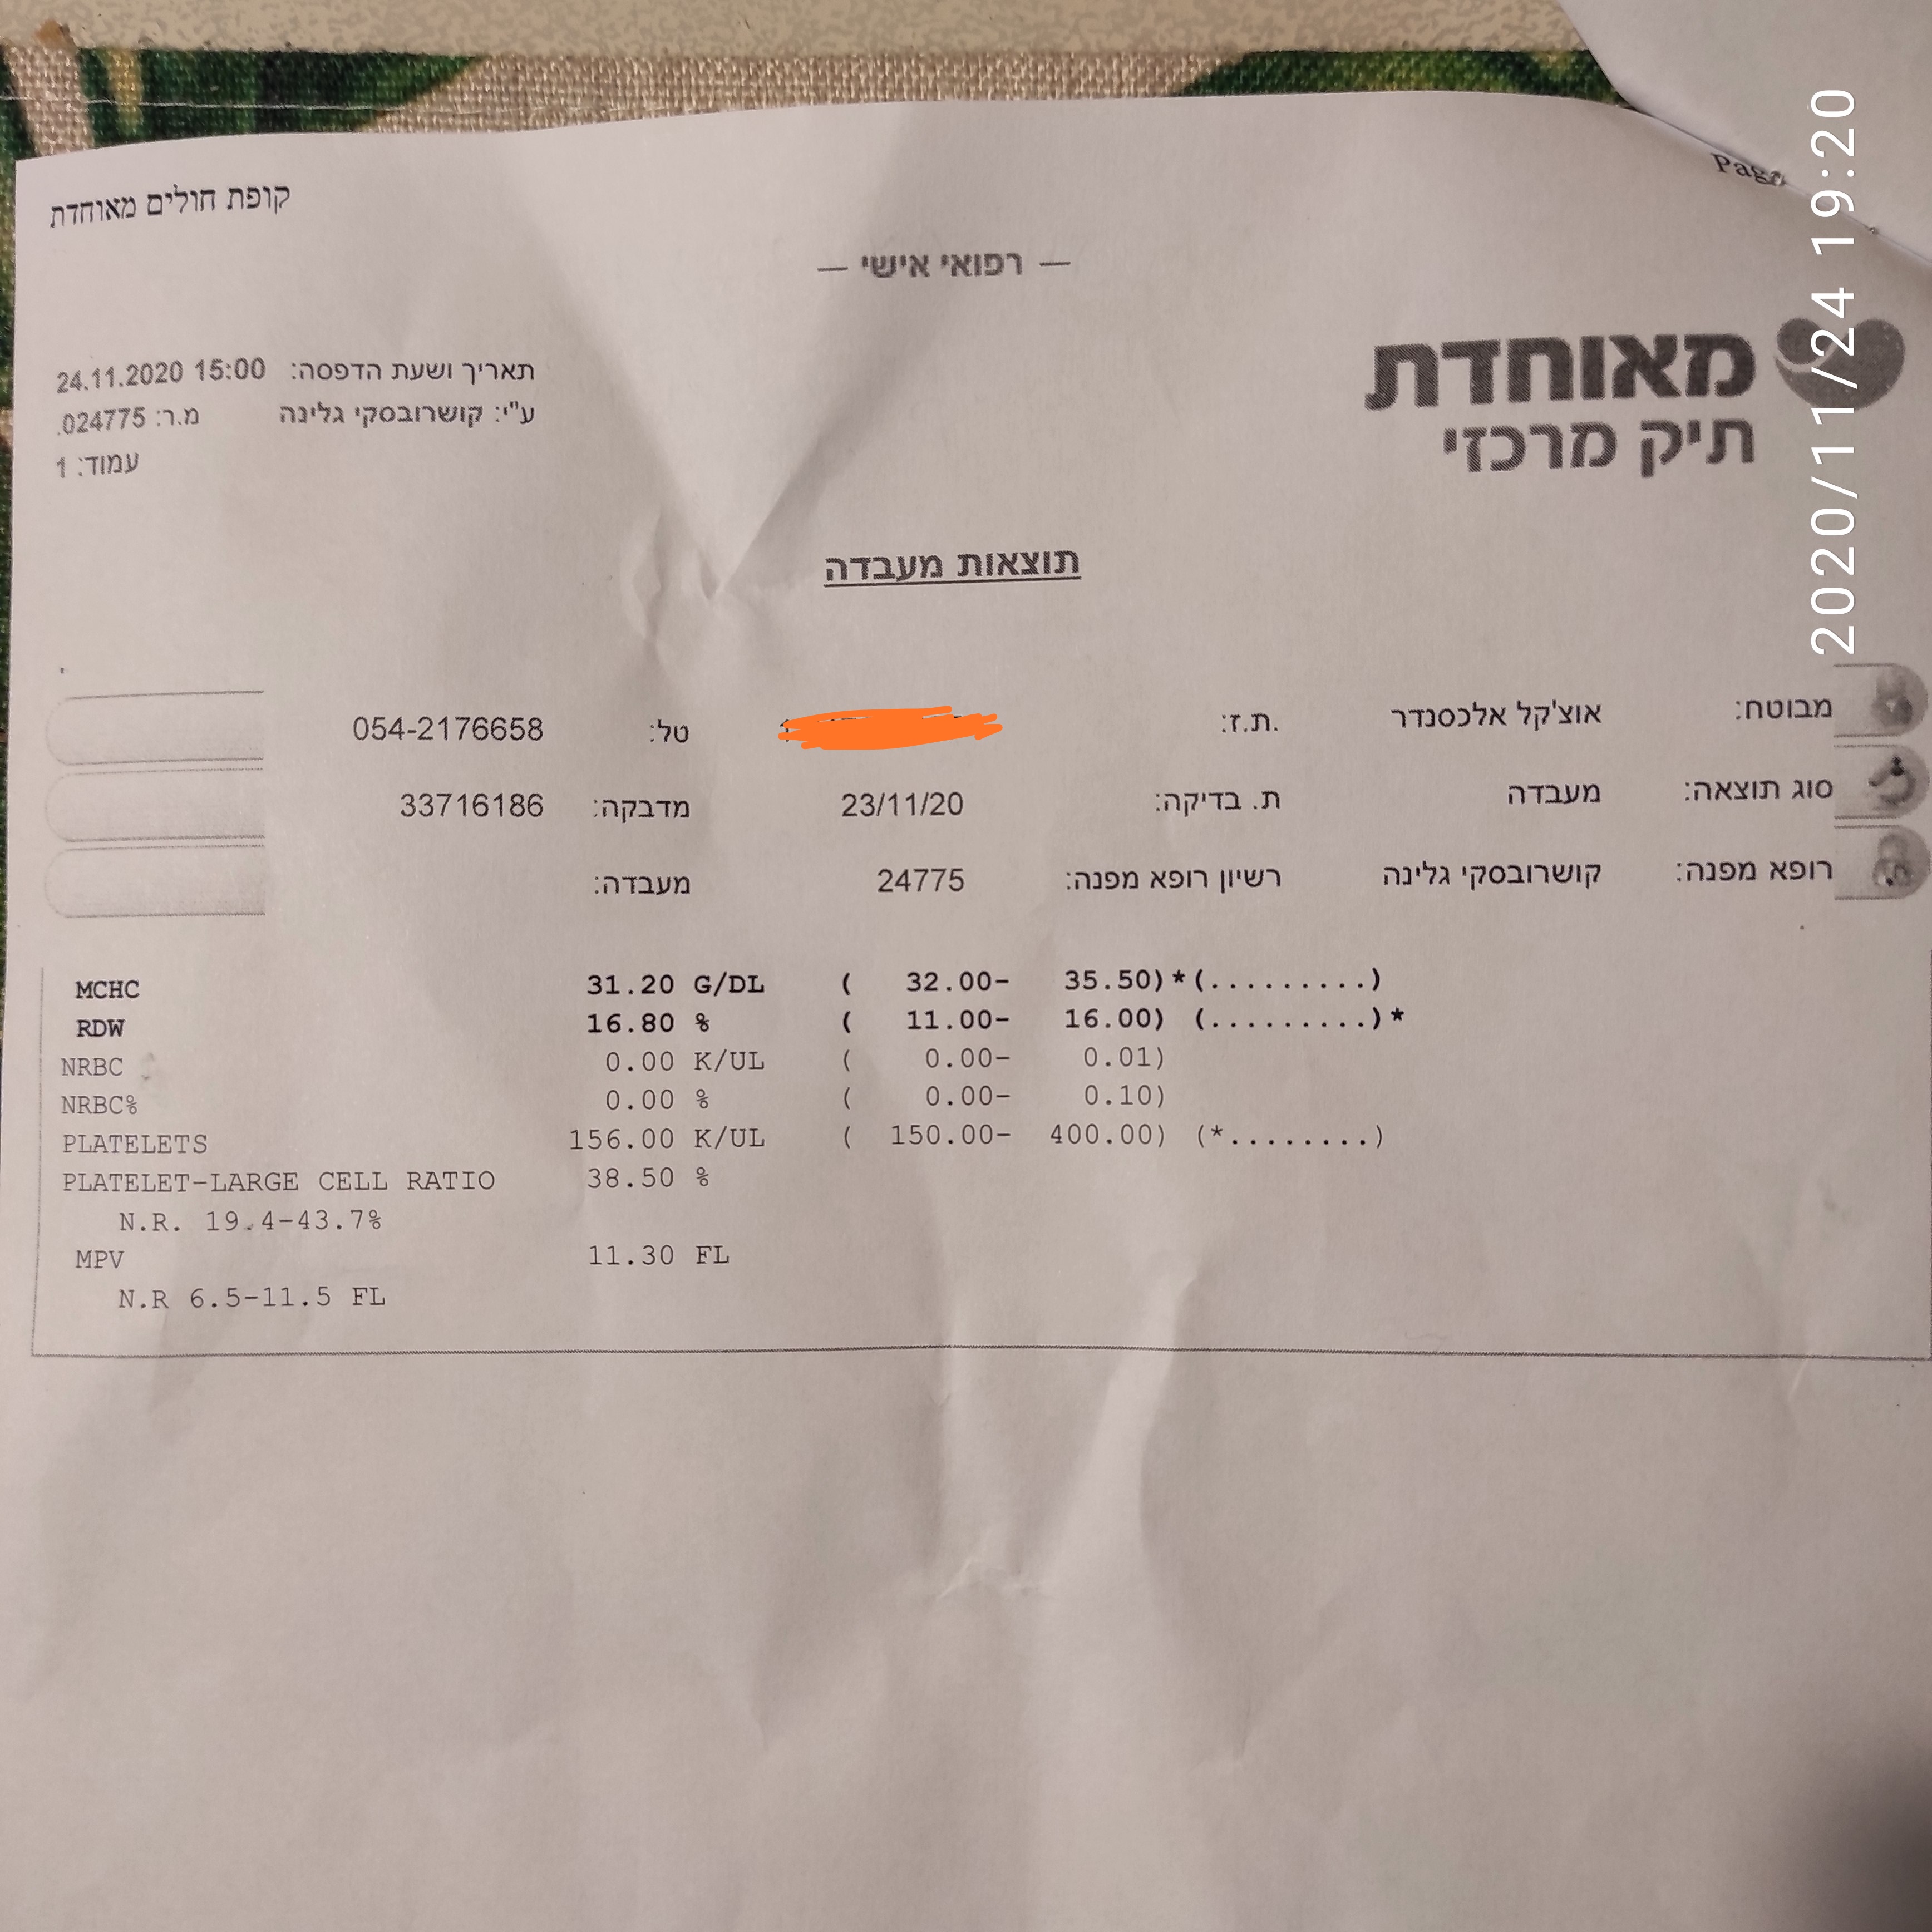 Page
קופת חולים מאוחדת
— רפואי אישי —
מאוחדת
תיק מרכזי
תאריך ושעת הדפסה: 24.11.2020 15:00
ע"י: קושרובסקי גלינה מ.ר: 024775.
עמוד: 1
תוצאות מעבדה
מבוטח: אוצ'קל אלכסנדר ת.ז.: טל: 054-2176658
סוג תוצאה: מעבדה ת. בדיקה: 23/11/20 מדבקה: 33716186
רופא מפנה: קושרובסקי גלינה רשיון רופא מפנה: 24775 מעבדה:
MCHC 31.20 G/DL ( 32.00- 35.50)*(.........)
RDW 16.80 % ( 11.00- 16.00) (.........)*
NRBC 0.00 K/UL ( 0.00- 0.01)
NRBC% 0.00 % ( 0.00- 0.10)
PLATELETS 156.00 K/UL ( 150.00- 400.00) (*........)
PLATELET-LARGE CELL RATIO 38.50 %
N.R. 19.4-43.7%
MPV 11.30 FL
N.R 6.5-11.5 FL
2020/11/24 19:20